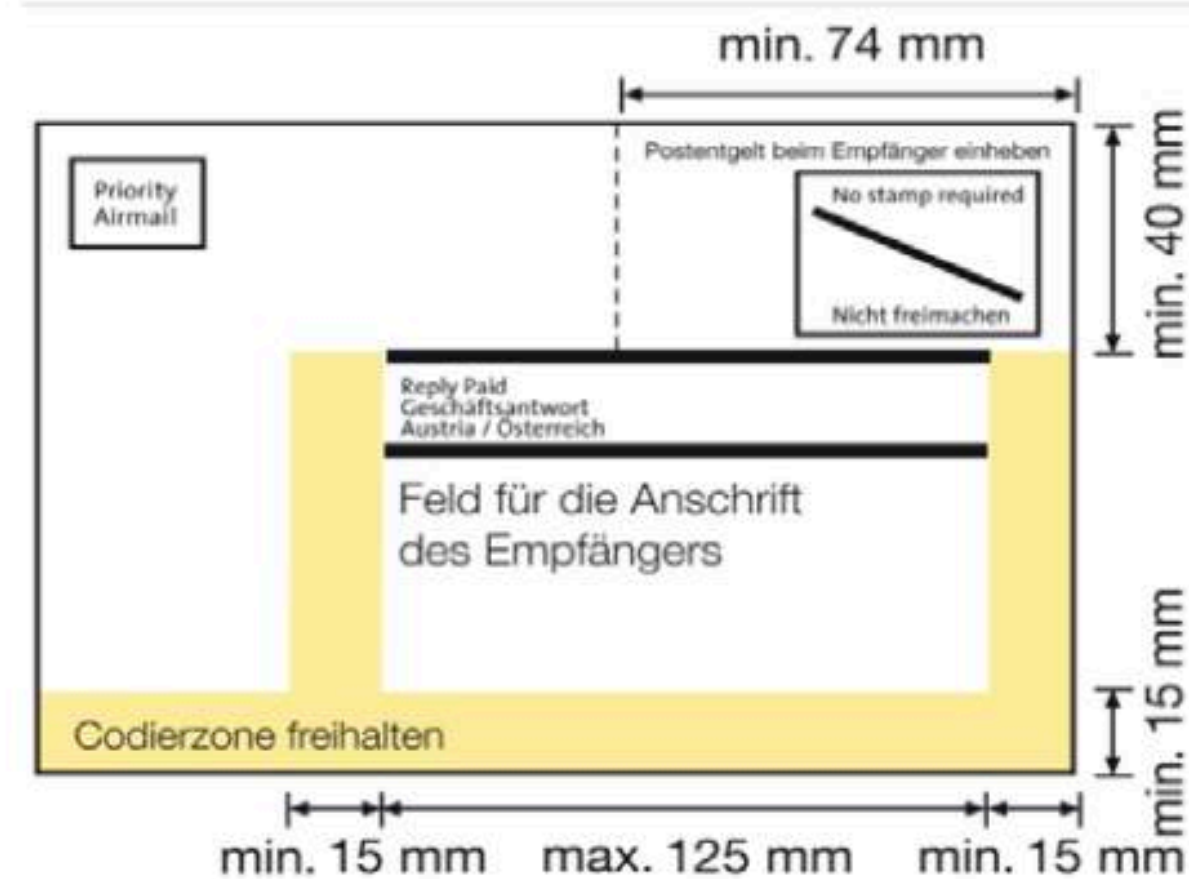 min. 74 mm
Postentgelt beim Empfänger einheben
Priority
Airmail
No stamp required
Nicht freimachen
min. 40 mm
Reply Paid
Geschäftsantwort
Austria / Österreich
Feld für die Anschrift
des Empfängers
Codierzone freihalten
min. 15 mm
min. 15 mm
max. 125 mm
min. 15 mm